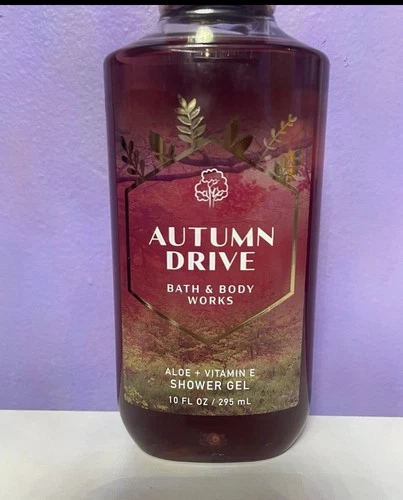 AUTUMN
DRIVE
BATH & BODY
WORKS
ALOE + VITAMIN E
SHOWER GEL
10 FL OZ / 295 mL